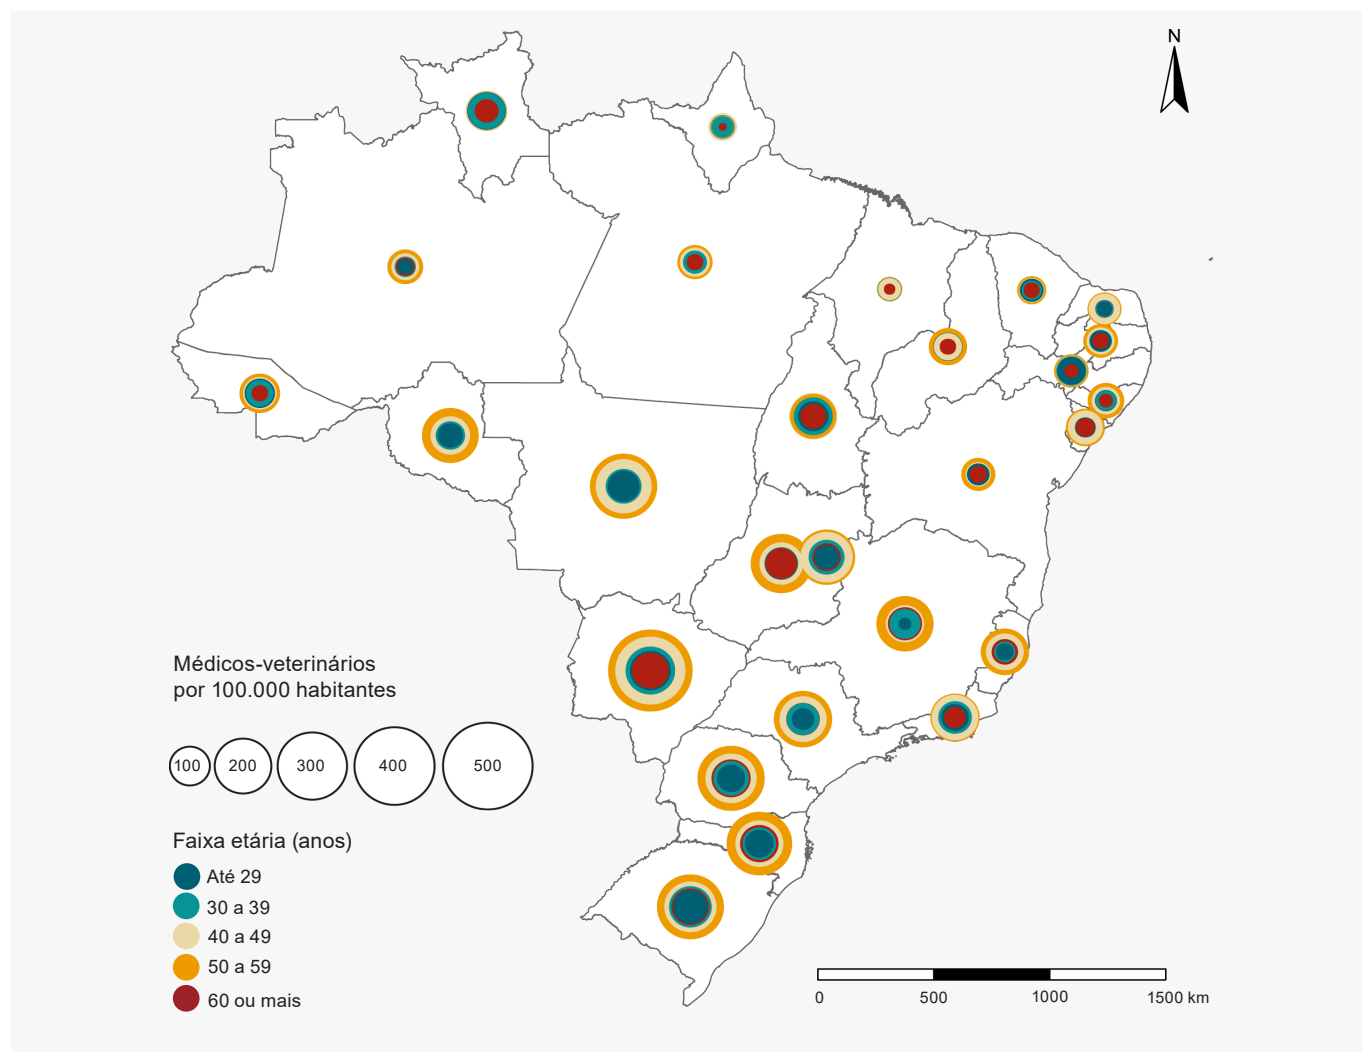 N
Médicos-veterinários
por 100.000 habitantes
100 200 300 400 500
Faixa etária (anos)
Até 29
30 a 39
40 a 49
50 a 59
60 ou mais
0 500 1000 1500 km